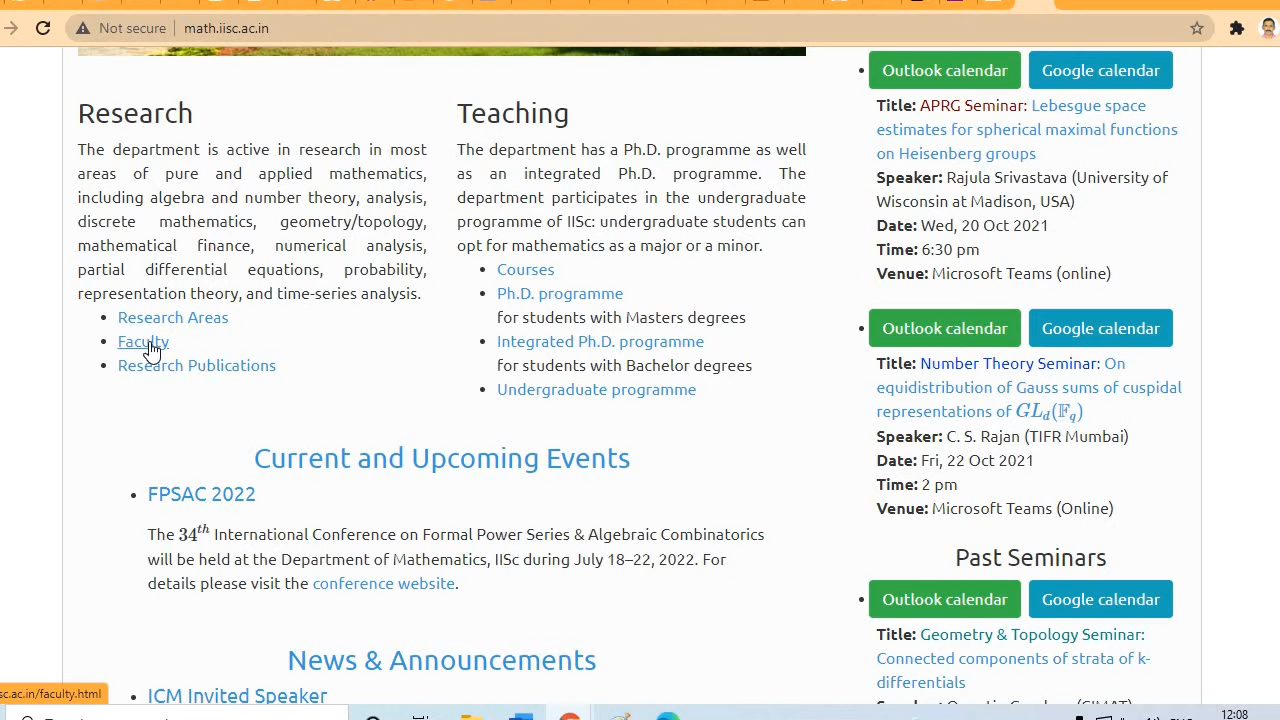 Not secure
math.iisc.ac.in
Research
The department is active in research in most
areas of pure and applied mathematics,
including algebra and number theory, analysis,
discrete mathematics, geometry/topology,
mathematical finance, numerical analysis,
partial differential equations, probability,
representation theory, and time-series analysis.
• Research Areas
• Faculty
• Research Publications
Teaching
The department has a Ph.D. programme as well
as an integrated Ph.D. programme. The
department participates in the undergraduate
programme of IISc: undergraduate students can
opt for mathematics as a major or a minor.
• Courses
• Ph.D. programme
for students with Masters degrees
• Integrated Ph.D. programme
for students with Bachelor degrees
• Undergraduate programme
Current and Upcoming Events
• FPSAC 2022
The 34th International Conference on Formal Power Series & Algebraic Combinatorics
will be held at the Department of Mathematics, IISc during July 18–22, 2022. For
details please visit the conference website.
News & Announcements
• ICM Invited Speaker
• Outlook calendar Google calendar
Title: APRG Seminar: Lebesgue space
estimates for spherical maximal functions
on Heisenberg groups
Speaker: Rajula Srivastava (University of
Wisconsin at Madison, USA)
Date: Wed, 20 Oct 2021
Time: 6:30 pm
Venue: Microsoft Teams (online)
• Outlook calendar Google calendar
Title: Number Theory Seminar: On
equidistribution of Gauss sums of cuspidal
representations of GL_d(𝔽_q)
Speaker: C. S. Rajan (TIFR Mumbai)
Date: Fri, 22 Oct 2021
Time: 2 pm
Venue: Microsoft Teams (Online)
Past Seminars
• Outlook calendar Google calendar
Title: Geometry & Topology Seminar:
Connected components of strata of k-
differentials
sc.ac.in/faculty.html
12:08